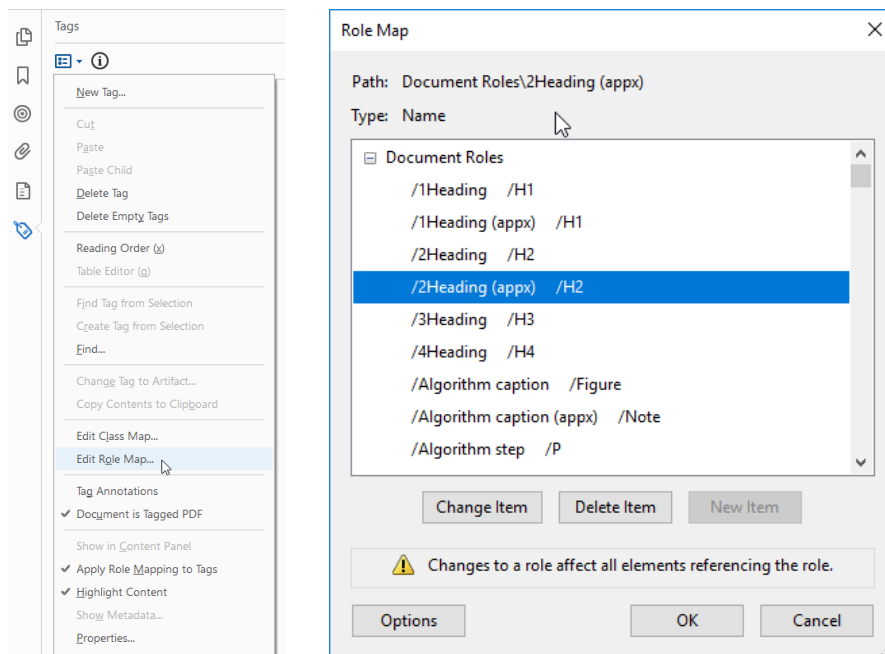 Tags
New Tag...
Cut
Paste
Paste Child
Delete Tag
Delete Empty Tags
Reading Order (x)
Table Editor (q)
Find Tag from Selection
Create Tag from Selection
Find...
Change Tag to Artifact...
Copy Contents to Clipboard
Edit Class Map...
Edit Role Map...
Tag Annotations
Document is Tagged PDF
Show in Content Panel
Apply Role Mapping to Tags
Highlight Content
Show Metadata...
Properties...
Role Map
Path: Document Roles\2Heading (appx)
Type: Name
Document Roles
/1Heading /H1
/1Heading (appx) /H1
/2Heading /H2
/2Heading (appx) /H2
/3Heading /H3
/4Heading /H4
/Algorithm caption /Figure
/Algorithm caption (appx) /Note
/Algorithm step /P
Change Item Delete Item New Item
Changes to a role affect all elements referencing the role.
Options OK Cancel